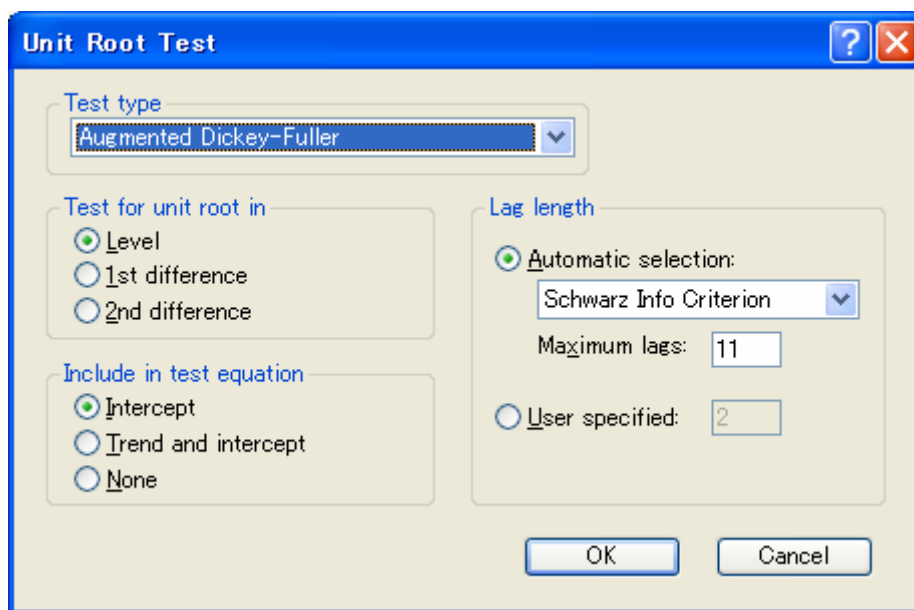 Unit Root Test
Test type
Augmented Dickey-Fuller
Test for unit root in
Level
1st difference
2nd difference
Include in test equation
Intercept
Trend and intercept
None
Lag length
Automatic selection:
Schwarz Info Criterion
Maximum lags: 11
User specified: 2
OK Cancel